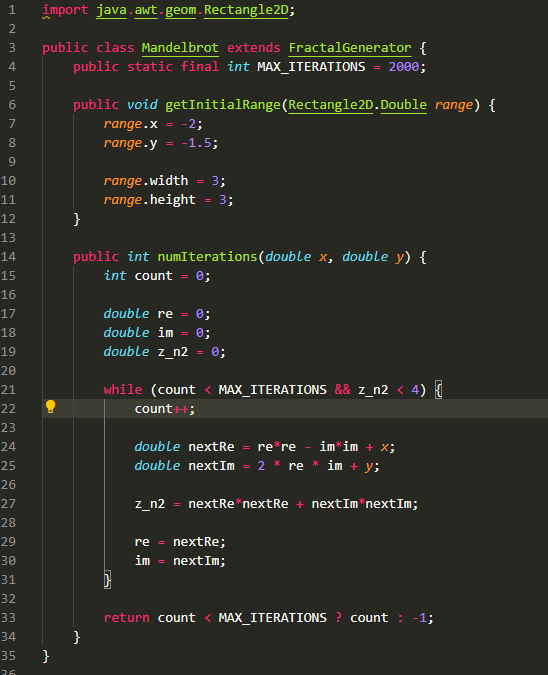 1 import java.awt.geom.Rectangle2D;
2
3 public class Mandelbrot extends FractalGenerator {
4     public static final int MAX_ITERATIONS = 2000;
5
6     public void getInitialRange(Rectangle2D.Double range) {
7         range.x = -2;
8         range.y = -1.5;
9
10         range.width = 3;
11         range.height = 3;
12     }
13
14     public int numIterations(double x, double y) {
15         int count = 0;
16
17         double re = 0;
18         double im = 0;
19         double z_n2 = 0;
20
21         while (count < MAX_ITERATIONS && z_n2 < 4) {
22             count++;
23
24             double nextRe = re*re - im*im + x;
25             double nextIm = 2 * re * im + y;
26
27             z_n2 = nextRe*nextRe + nextIm*nextIm;
28
29             re = nextRe;
30             im = nextIm;
31         }
32
33         return count < MAX_ITERATIONS ? count : -1;
34     }
35 }
36